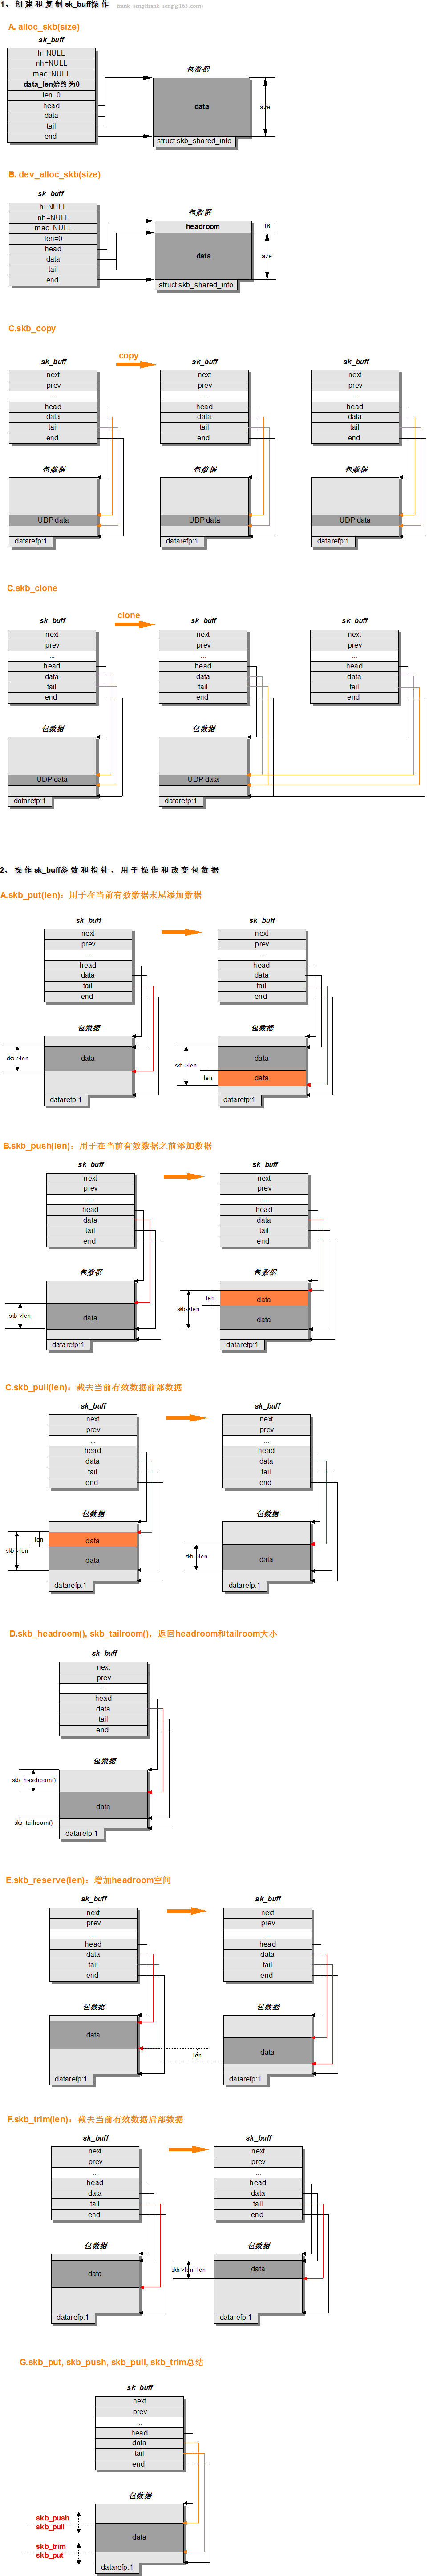 1、创建和复制sk_buff操作 frank_seng(frank_seng@163.com)
A. alloc_skb(size)
sk_buff
h=NULL
nh=NULL
mac=NULL
data_len始终为0
len=0
head
data
tail
end
包数据
data
size
struct skb_shared_info
B. dev_alloc_skb(size)
sk_buff
h=NULL
nh=NULL
mac=NULL
len=0
head
data
tail
end
包数据
headroom
16
data
size
struct skb_shared_info
C.skb_copy
copy
sk_buff
next
prev
...
head
data
tail
end
包数据
UDP data
datarefp:1
sk_buff
next
prev
...
head
data
tail
end
包数据
UDP data
datarefp:1
sk_buff
next
prev
...
head
data
tail
end
包数据
UDP data
datarefp:1
C.skb_clone
clone
sk_buff
next
prev
...
head
data
tail
end
包数据
UDP data
datarefp:1
sk_buff
next
prev
...
head
data
tail
end
包数据
UDP data
datarefp:1
sk_buff
next
prev
...
head
data
tail
end
2、操作sk_buff参数和指针，用于操作和改变包数据
A.skb_put(len)：用于在当前有效数据末尾添加数据
sk_buff
next
prev
...
head
data
tail
end
包数据
skb->len
data
datarefp:1
sk_buff
next
prev
...
head
data
tail
end
包数据
skb->len
data
len
data
datarefp:1
B.skb_push(len)：用于在当前有效数据之前添加数据
sk_buff
next
prev
...
head
data
tail
end
包数据
skb->len
data
datarefp:1
sk_buff
next
prev
...
head
data
tail
end
包数据
len
data
skb->len
data
datarefp:1
C.skb_pull(len)：截去当前有效数据前部数据
sk_buff
next
prev
...
head
data
tail
end
包数据
len
data
skb->len
data
datarefp:1
sk_buff
next
prev
...
head
data
tail
end
包数据
skb->len
data
datarefp:1
D.skb_headroom(), skb_tailroom()，返回headroom和tailroom大小
sk_buff
next
prev
...
head
data
tail
end
包数据
skb_headroom()
data
skb_tailroom()
datarefp:1
E.skb_reserve(len)：增加headroom空间
sk_buff
next
prev
...
head
data
tail
end
包数据
data
datarefp:1
len
sk_buff
next
prev
...
head
data
tail
end
包数据
data
datarefp:1
F.skb_trim(len)：截去当前有效数据后部数据
sk_buff
next
prev
...
head
data
tail
end
包数据
data
datarefp:1
sk_buff
next
prev
...
head
data
tail
end
包数据
skb->len=len
data
datarefp:1
G.skb_put, skb_push, skb_pull, skb_trim总结
sk_buff
next
prev
...
head
data
tail
end
包数据
skb_push
skb_pull
data
skb_trim
skb_put
datarefp:1